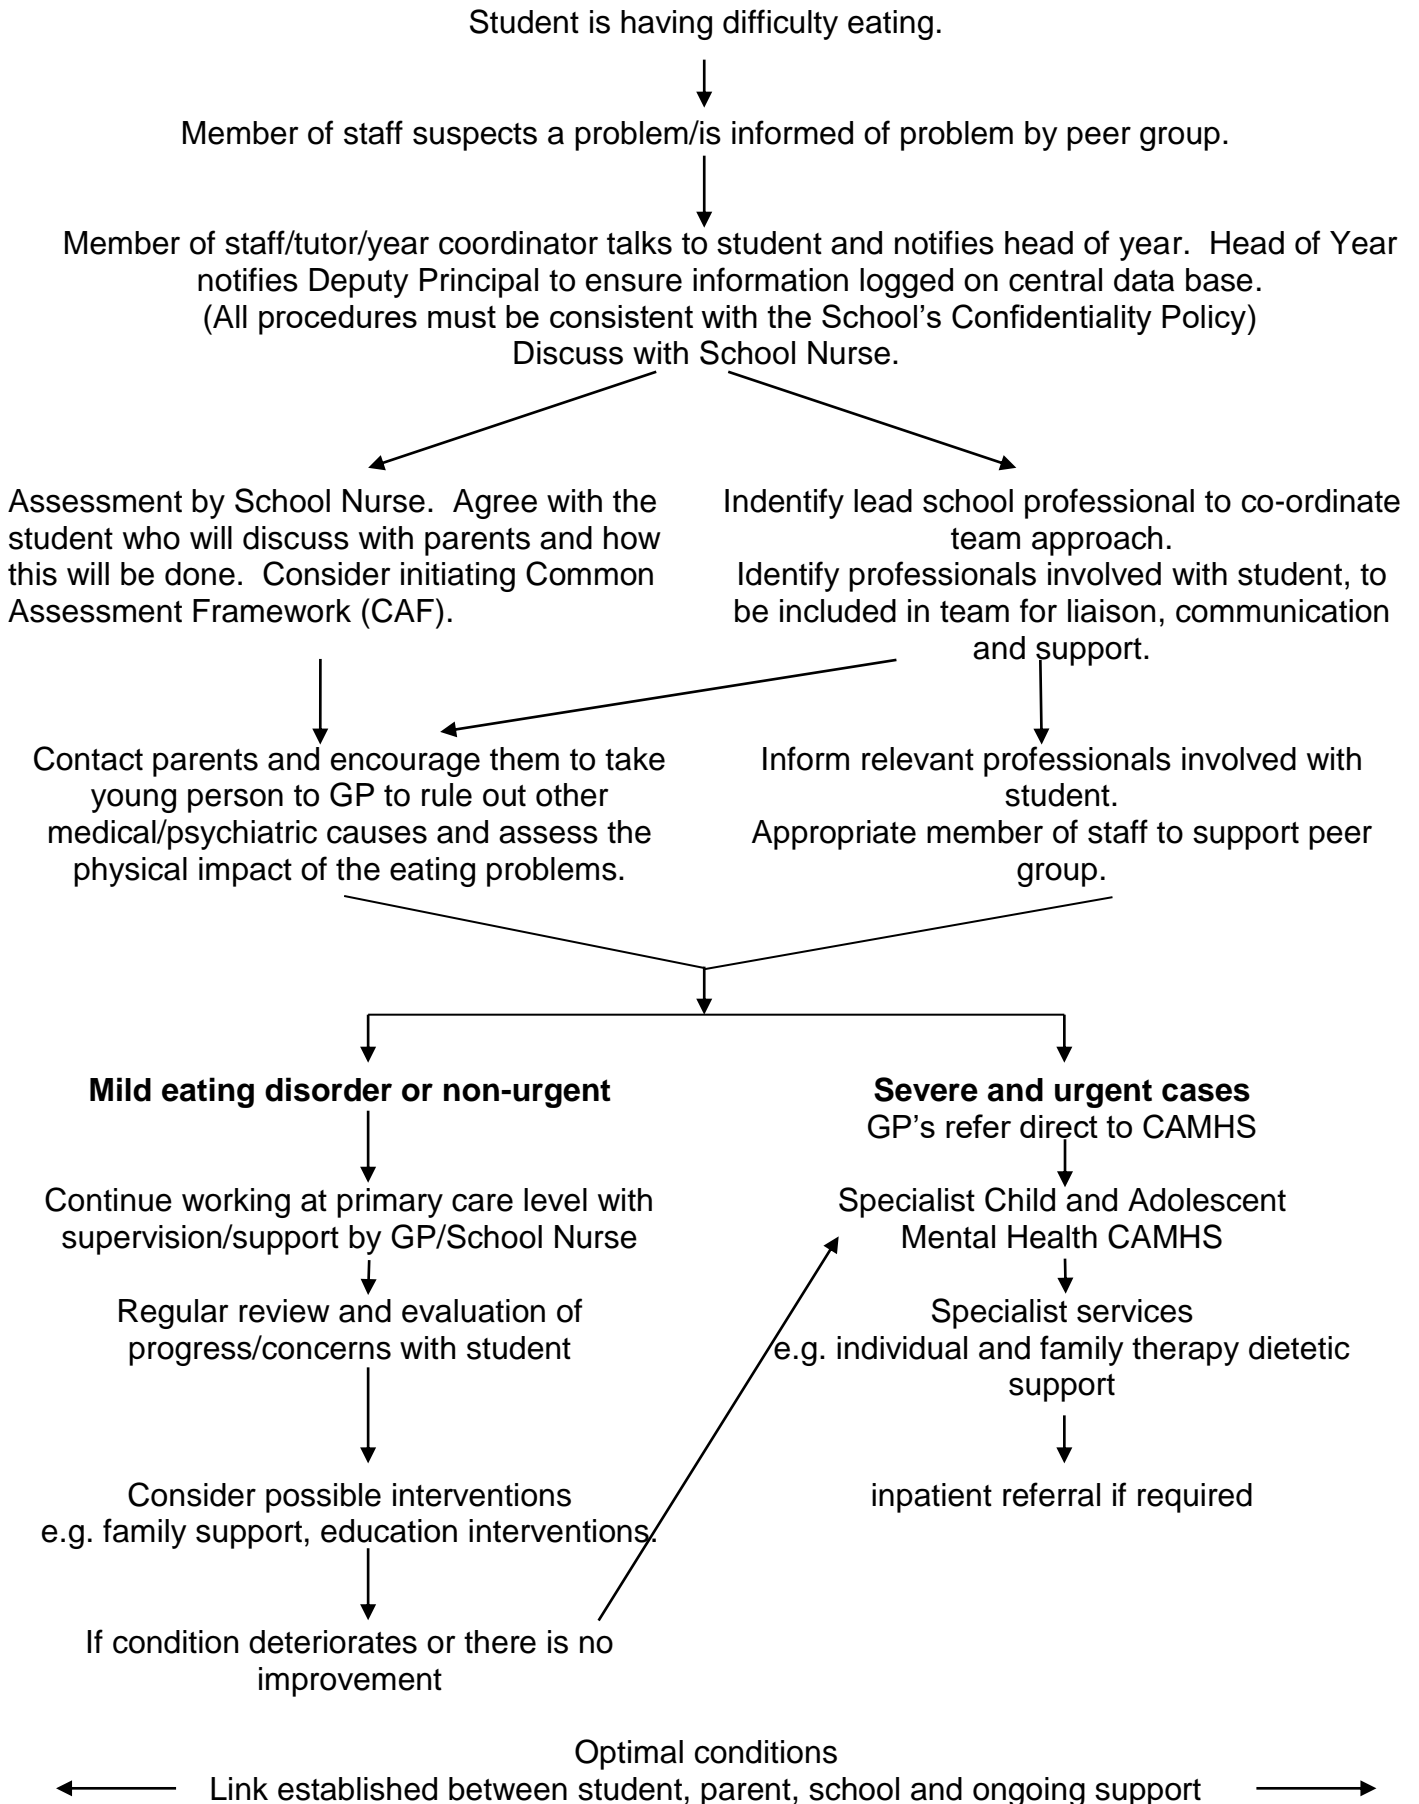 Student is having difficulty eating.
Member of staff suspects a problem/is informed of problem by peer group.
Member of staff/tutor/year coordinator talks to student and notifies head of year.  Head of Year
notifies Deputy Principal to ensure information logged on central data base.
(All procedures must be consistent with the School's Confidentiality Policy)
Discuss with School Nurse.
Assessment by School Nurse.  Agree with the
student who will discuss with parents and how
this will be done.  Consider initiating Common
Assessment Framework (CAF).
Indentify lead school professional to co-ordinate
team approach.
Identify professionals involved with student, to
be included in team for liaison, communication
and support.
Contact parents and encourage them to take
young person to GP to rule out other
medical/psychiatric causes and assess the
physical impact of the eating problems.
Inform relevant professionals involved with
student.
Appropriate member of staff to support peer
group.
Mild eating disorder or non-urgent
Continue working at primary care level with
supervision/support by GP/School Nurse
Regular review and evaluation of
progress/concerns with student
Consider possible interventions
e.g. family support, education interventions.
If condition deteriorates or there is no
improvement
Severe and urgent cases
GP's refer direct to CAMHS
Specialist Child and Adolescent
Mental Health CAMHS
Specialist services
e.g. individual and family therapy dietetic
support
inpatient referral if required
Optimal conditions
Link established between student, parent, school and ongoing support